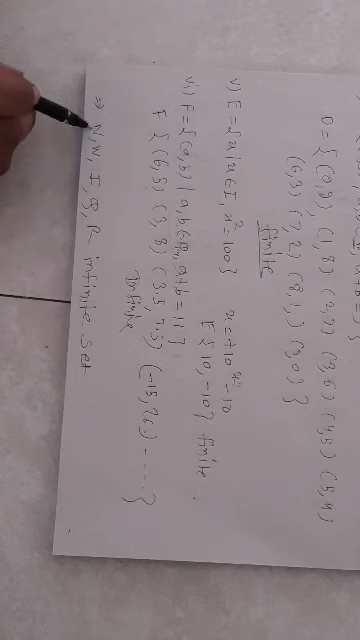 D = {(0,9), (1,8) (2,7) (3,6) (4,5) (5,4)
(6,3) (7,2) (8,1,) (9,0)}
finite
v) E = {x/x∈I, x²=100} x = +10 x = -10
E {10, -10} finite.
vi) F = {(a,b) / a,b∈Q, a+b=11}
F {(6,5) (3,8) (3.5, 7.5) (-15, 26) - ....}
Infinite
⇒ N, W, I, Q, R infinite set